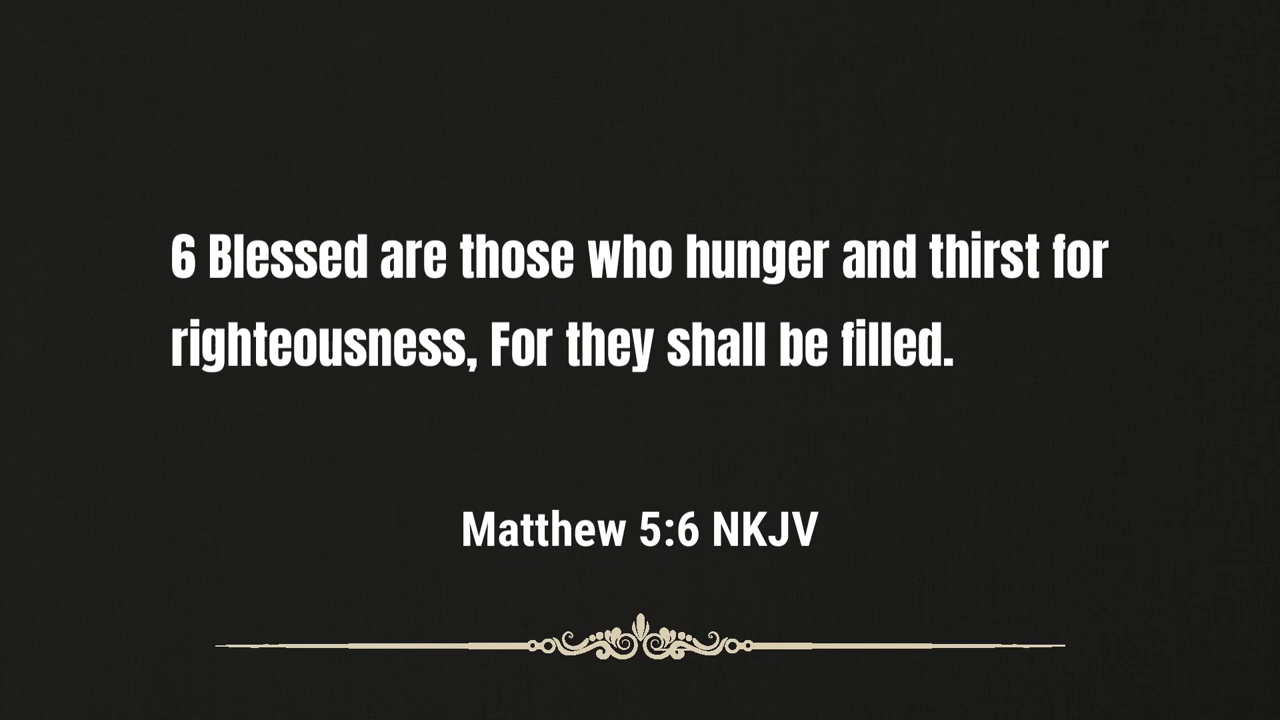 6 Blessed are those who hunger and thirst for
righteousness, For they shall be filled.
Matthew 5:6 NKJV